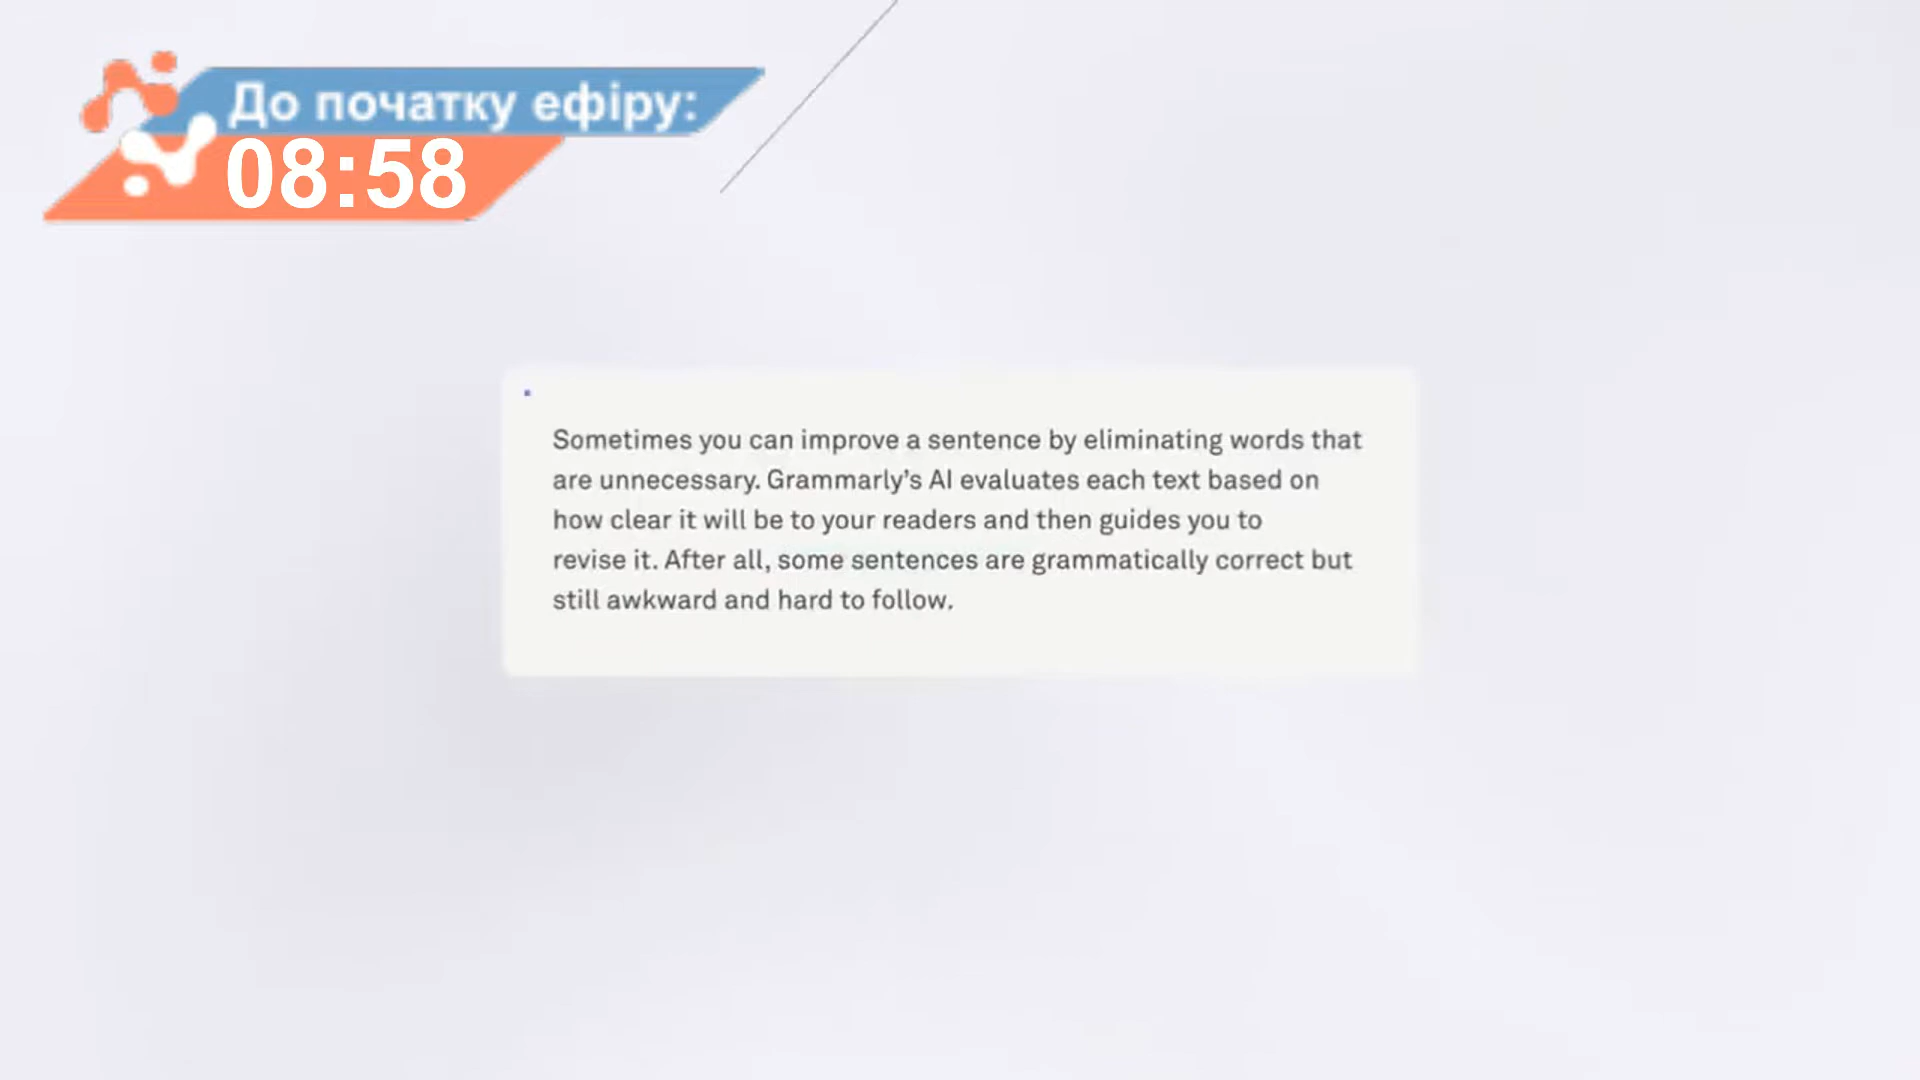 До початку ефіру:
08:58
Sometimes you can improve a sentence by eliminating words that
are unnecessary. Grammarly’s AI evaluates each text based on
how clear it will be to your readers and then guides you to
revise it. After all, some sentences are grammatically correct but
still awkward and hard to follow.